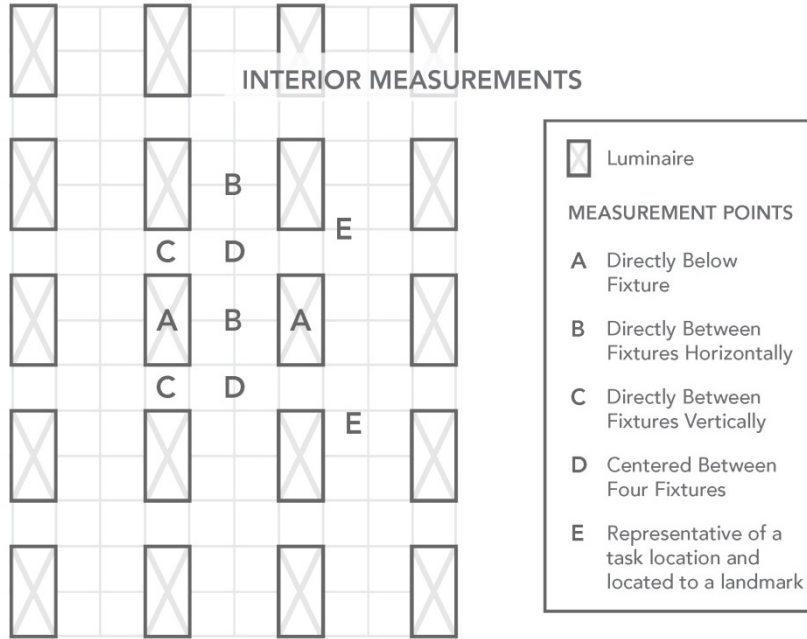 INTERIOR MEASUREMENTS
B
E
C D
A B A
C D
E
Luminaire
MEASUREMENT POINTS
A Directly Below
Fixture
B Directly Between
Fixtures Horizontally
C Directly Between
Fixtures Vertically
D Centered Between
Four Fixtures
E Representative of a
task location and
located to a landmark